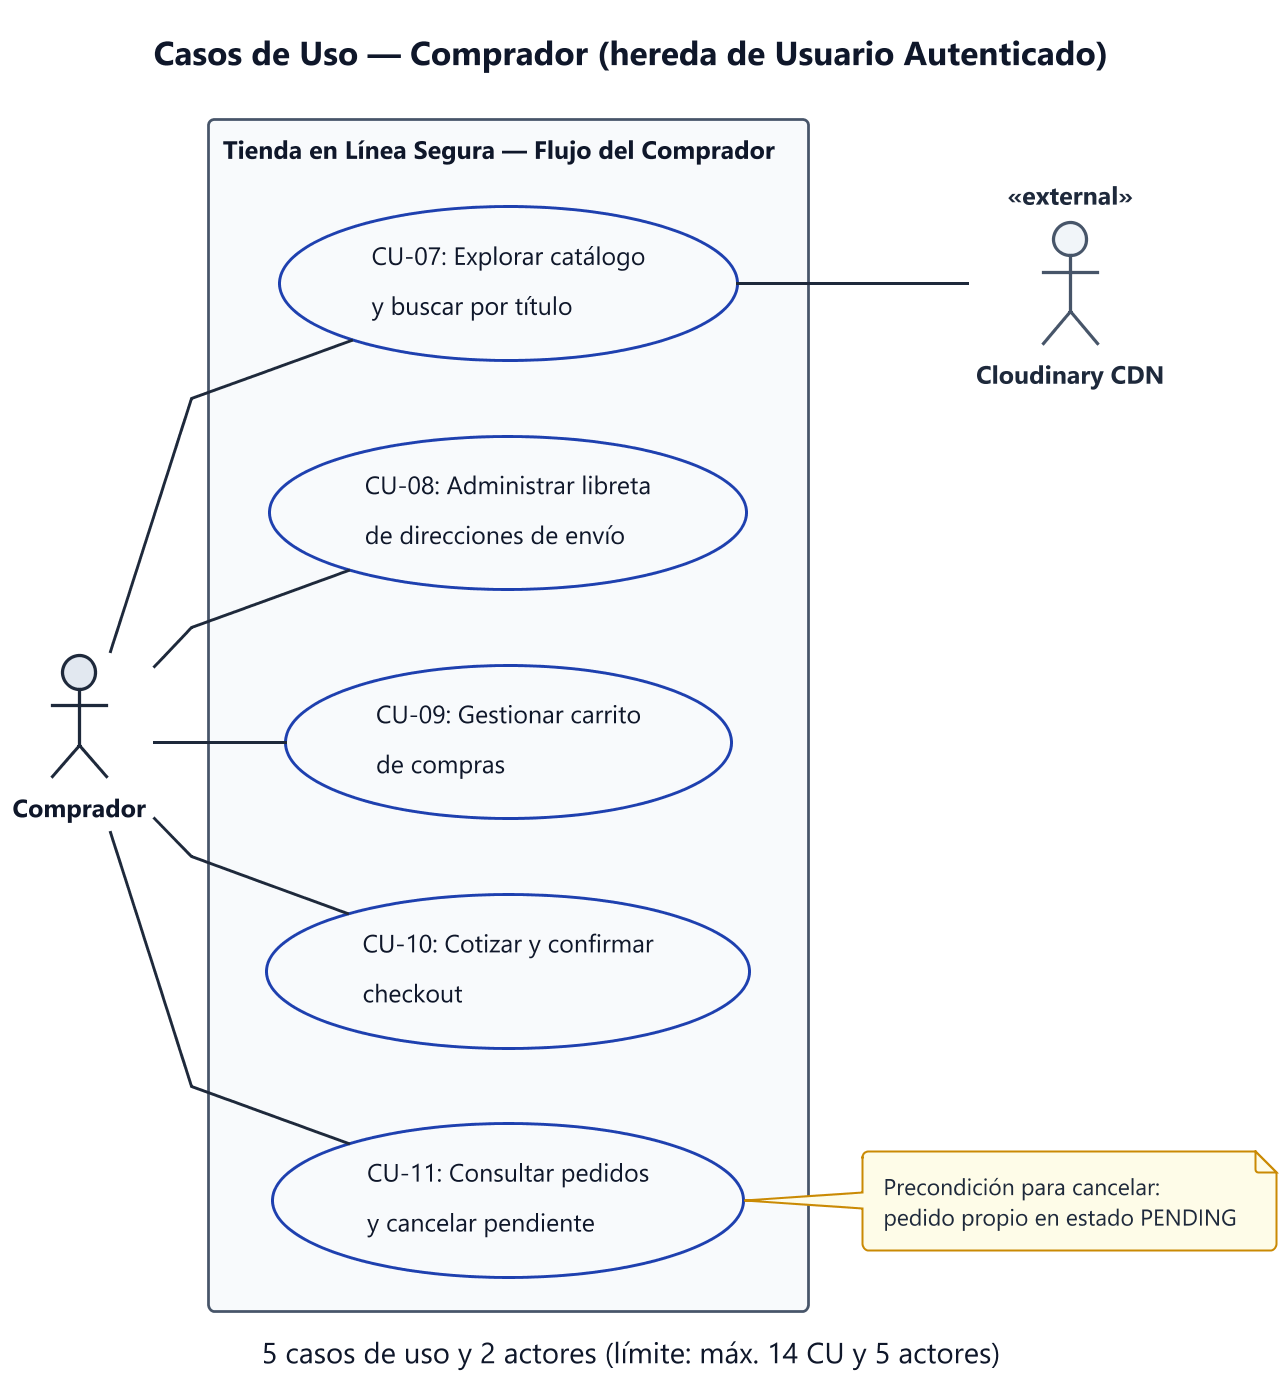 Casos de Uso — Comprador (hereda de Usuario Autenticado)
Tienda en Línea Segura — Flujo del Comprador
«external»
CU-07: Explorar catálogo
y buscar por título
Cloudinary CDN
CU-08: Administrar libreta
de direcciones de envío
CU-09: Gestionar carrito
de compras
Comprador
CU-10: Cotizar y confirmar
checkout
CU-11: Consultar pedidos
y cancelar pendiente
Precondición para cancelar:
pedido propio en estado PENDING
5 casos de uso y 2 actores (límite: máx. 14 CU y 5 actores)